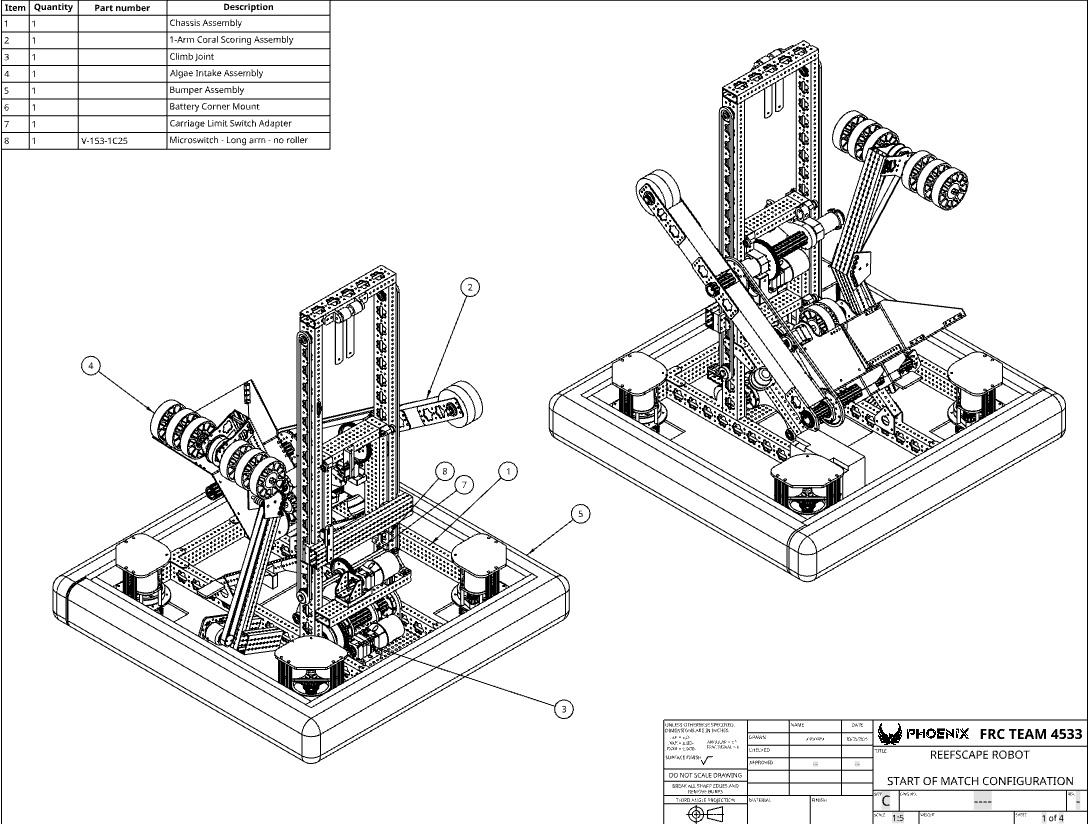 Item Quantity Part number Description
1 1 Chassis Assembly
2 1 1-Arm Coral Scoring Assembly
3 1 Climb Joint
4 1 Algae Intake Assembly
5 1 Bumper Assembly
6 1 Battery Corner Mount
7 1 Carriage Limit Switch Adapter
8 1 V-153-1C25 Microswitch - Long arm - no roller
2
4
8
1
7
5
3
UNLESS OTHERWISE SPECIFIED,
DIMENSIONS ARE IN INCHES
SURFACE FINISH
DO NOT SCALE DRAWING
BREAK ALL SHARP EDGES AND
REMOVE BURRS
THIRD ANGLE PROJECTION
NAME DATE
DRAWN
CHECKED
APPROVED
MATERIAL FINISH
PHOENIX FRC TEAM 4533
TITLE
REEFSCAPE ROBOT
START OF MATCH CONFIGURATION
SIZE DWG NO. REV.
C ---- -
SCALE 1:5 WEIGHT SHEET 1 of 4